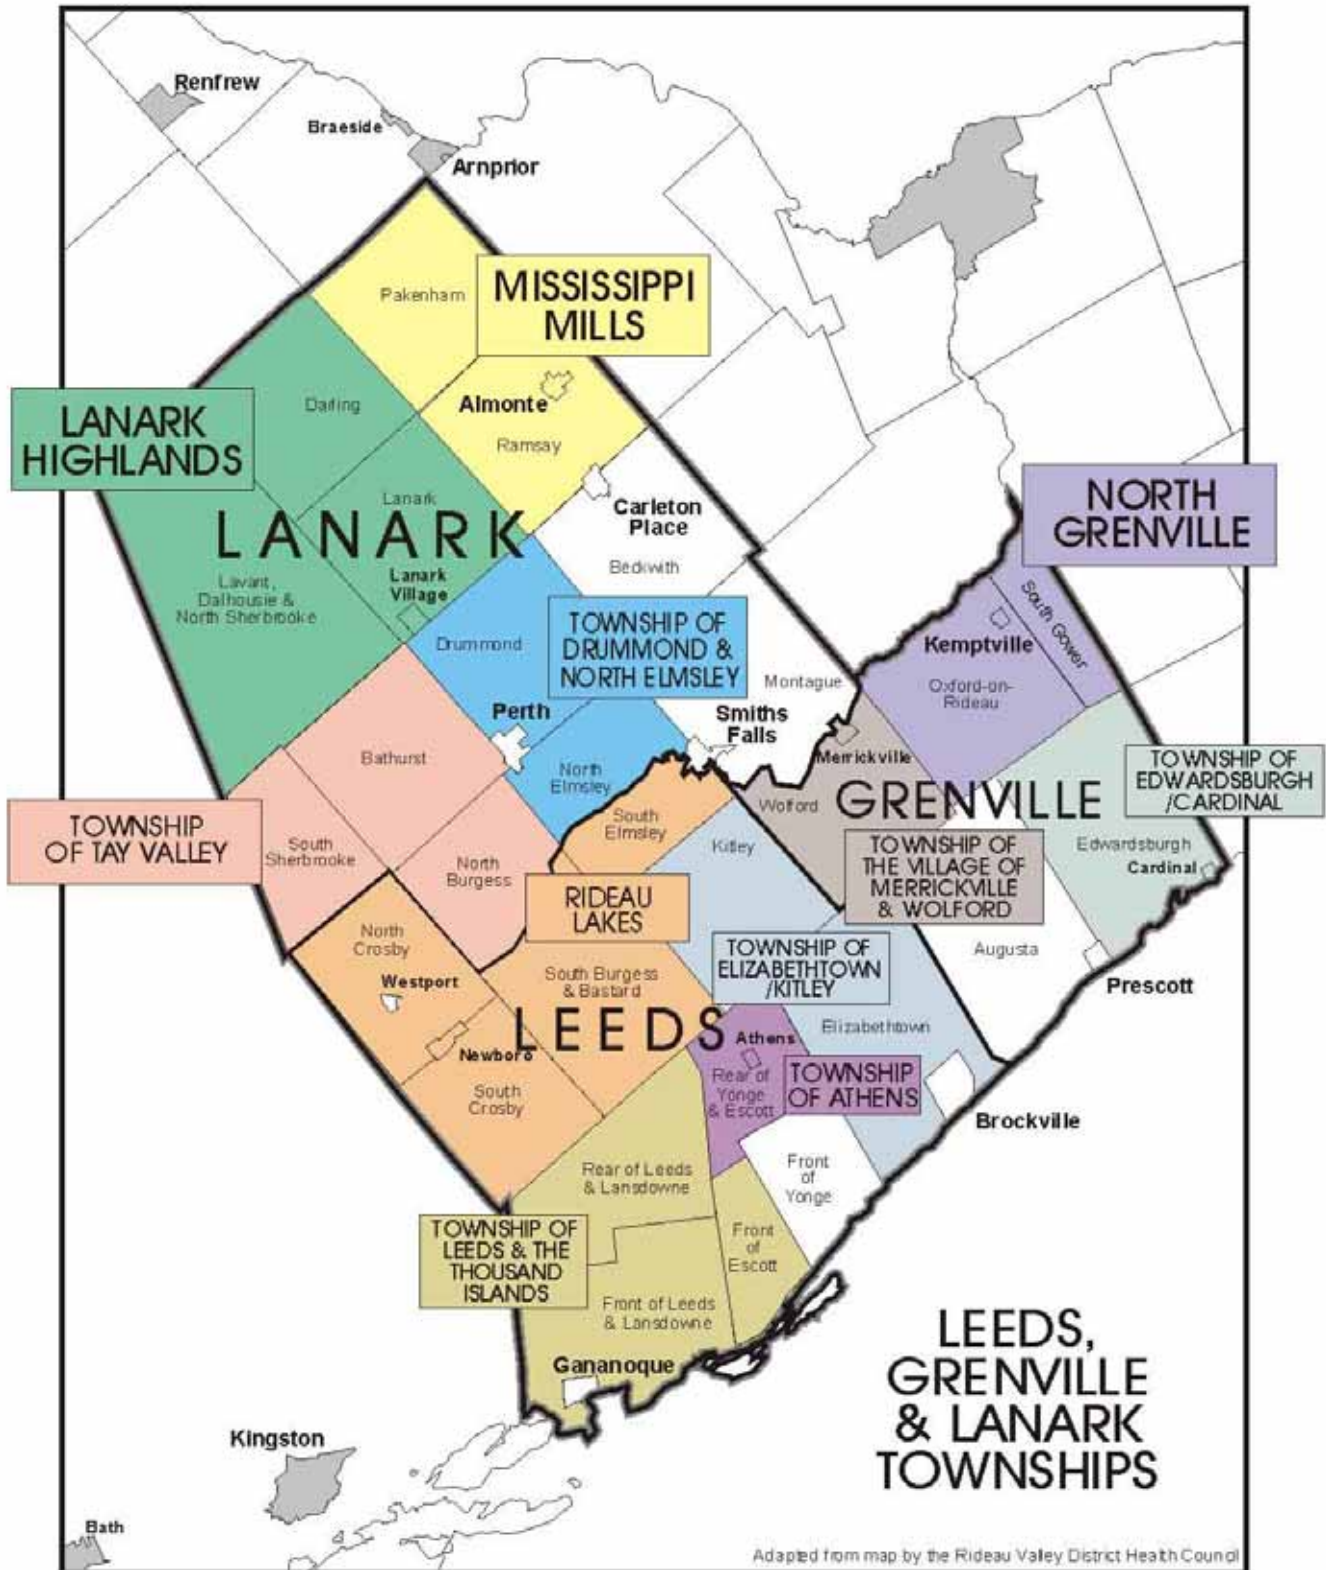 Renfrew
Braeside
Arnprior
Pakenham
MISSISSIPPI
MILLS
Almonte
Ramsay
Darling
LANARK
HIGHLANDS
Lanark
LANARK
Carleton
Place
Beckwith
NORTH
GRENVILLE
Lavant,
Dalhousie &
North Sherbrooke
Lanark
Village
Drummond
TOWNSHIP OF
DRUMMOND &
NORTH ELMSLEY
South Gower
Kemptville
Oxford-on-
Rideau
Montague
Perth
Smiths
Falls
Merrickville
Bathurst
North
Elmsley
TOWNSHIP OF
EDWARDSBURGH
/CARDINAL
Wolford
GRENVILLE
TOWNSHIP
OF TAY VALLEY
South
Sherbrooke
South
Elmsley
Kitley
TOWNSHIP OF
THE VILLAGE OF
MERRICKVILLE
& WOLFORD
Edwardsburgh
Cardinal
North
Burgess
RIDEAU
LAKES
North
Crosby
Westport
South Burgess
& Bastard
TOWNSHIP OF
ELIZABETHTOWN
/KITLEY
Augusta
Prescott
LEEDS
Newboro
Athens
Elizabethtown
South
Crosby
Rear of
Yonge
& Escott
TOWNSHIP
OF ATHENS
Brockville
Rear of Leeds
& Lansdowne
Front
of
Yonge
TOWNSHIP OF
LEEDS & THE
THOUSAND
ISLANDS
Front
of
Escott
Front of Leeds
& Lansdowne
Gananoque
LEEDS,
GRENVILLE
& LANARK
TOWNSHIPS
Kingston
Bath
Adapted from map by the Rideau Valley District Health Council